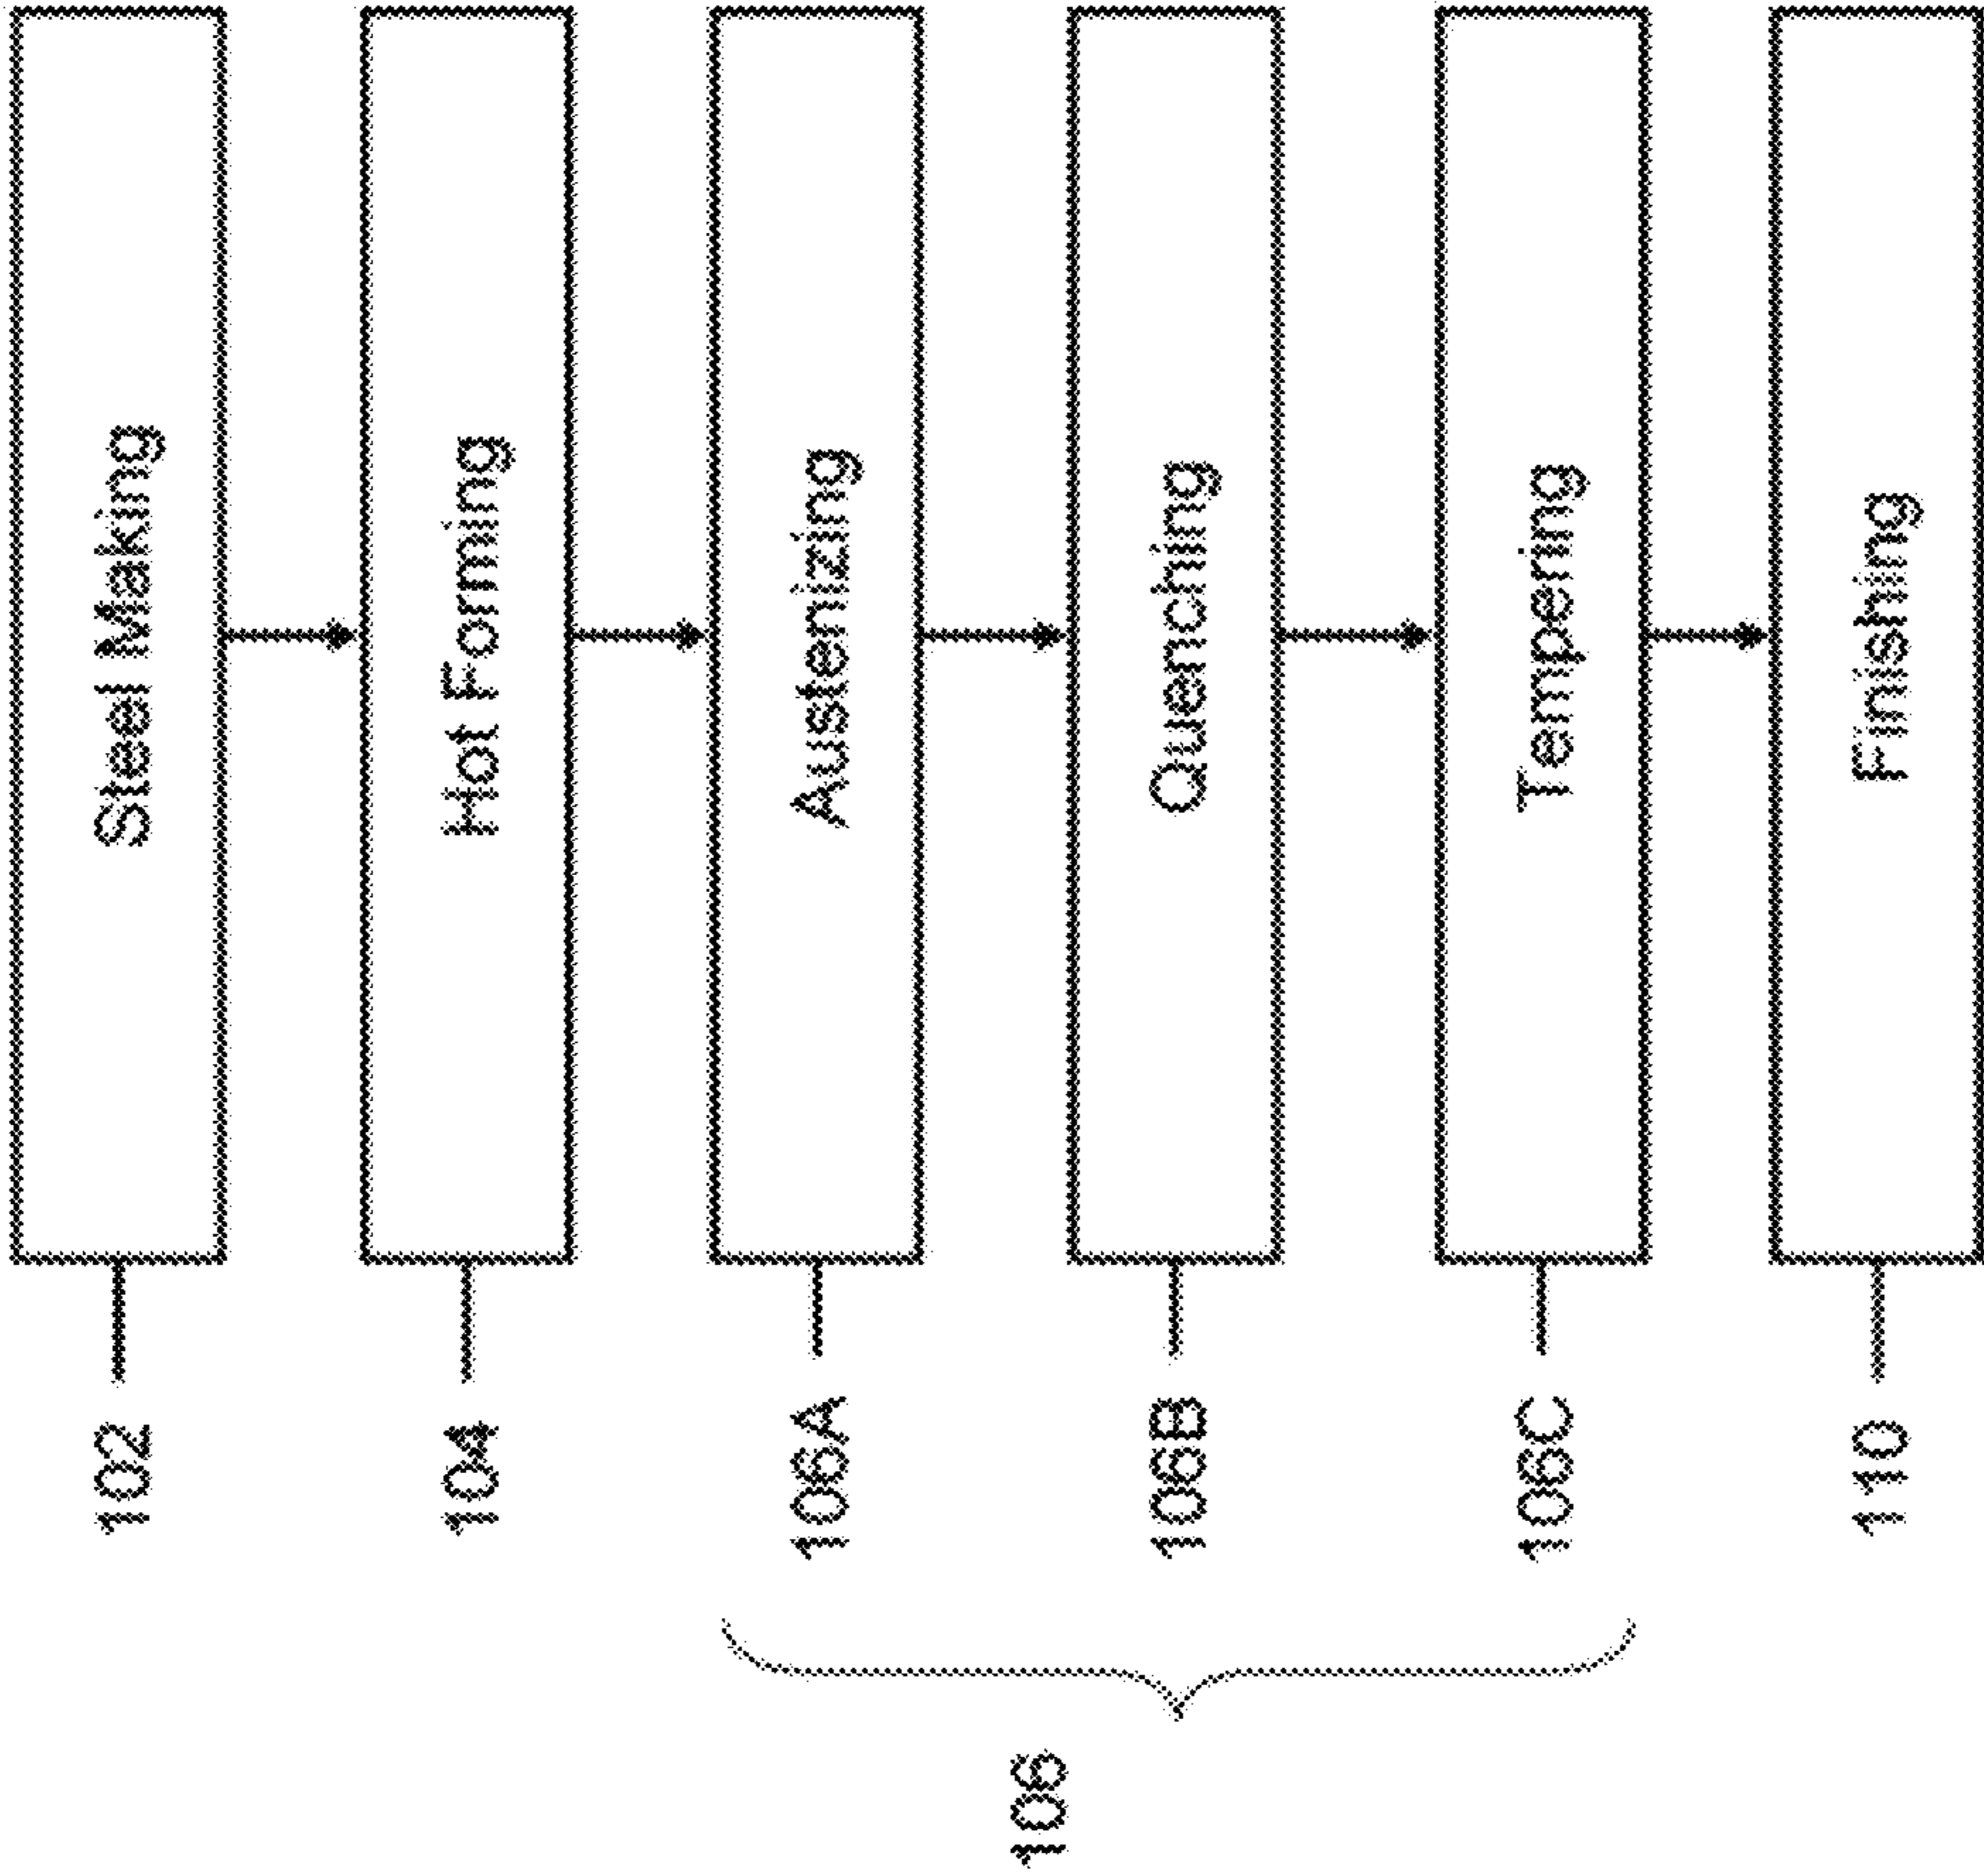 102
Steel Making
104
Hot Forming
106
106A
Austenizing
106B
Quenching
106C
Tempering
110
Finishing